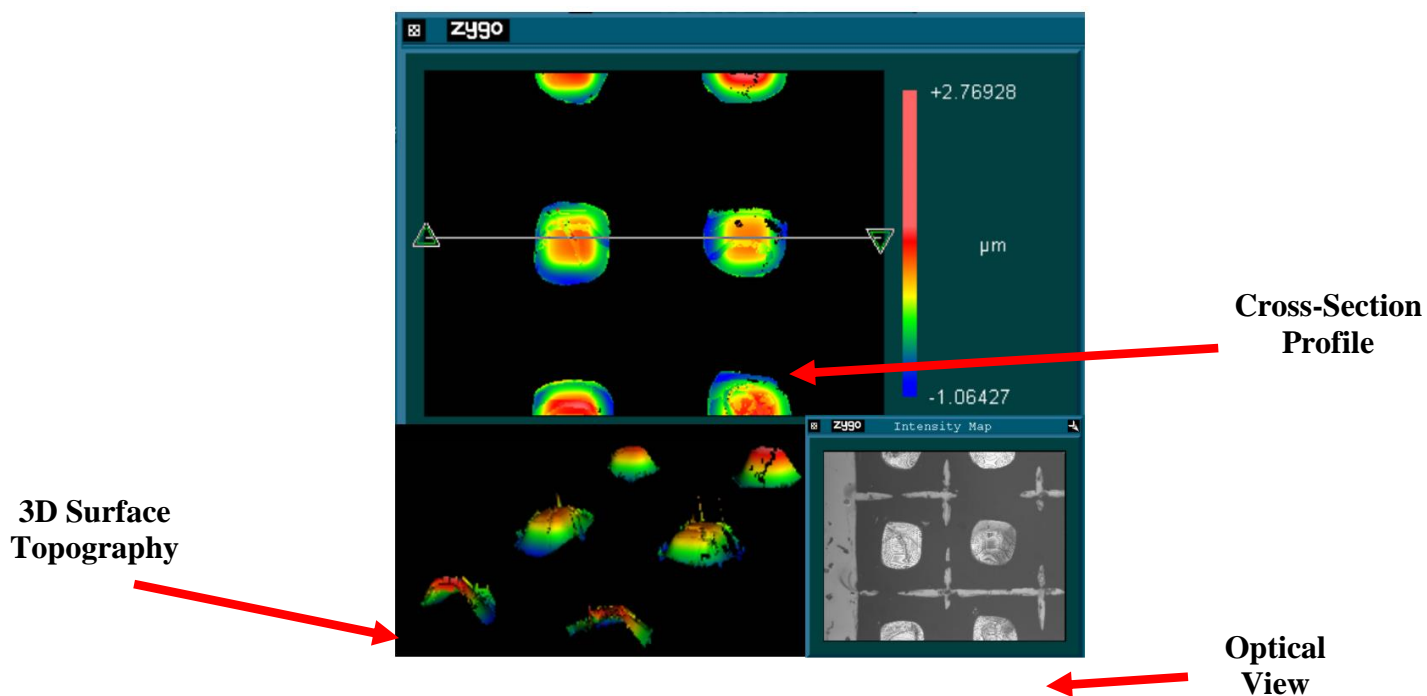 zygo
+2.76928
µm
-1.06427
Cross-Section
Profile
zygo Intensity Map
3D Surface
Topography
Optical
View